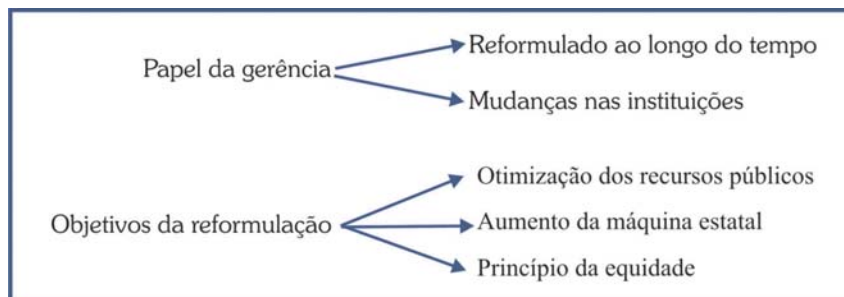 Papel da gerência
Reformulado ao longo do tempo
Mudanças nas instituições
Objetivos da reformulação
Otimização dos recursos públicos
Aumento da máquina estatal
Princípio da equidade